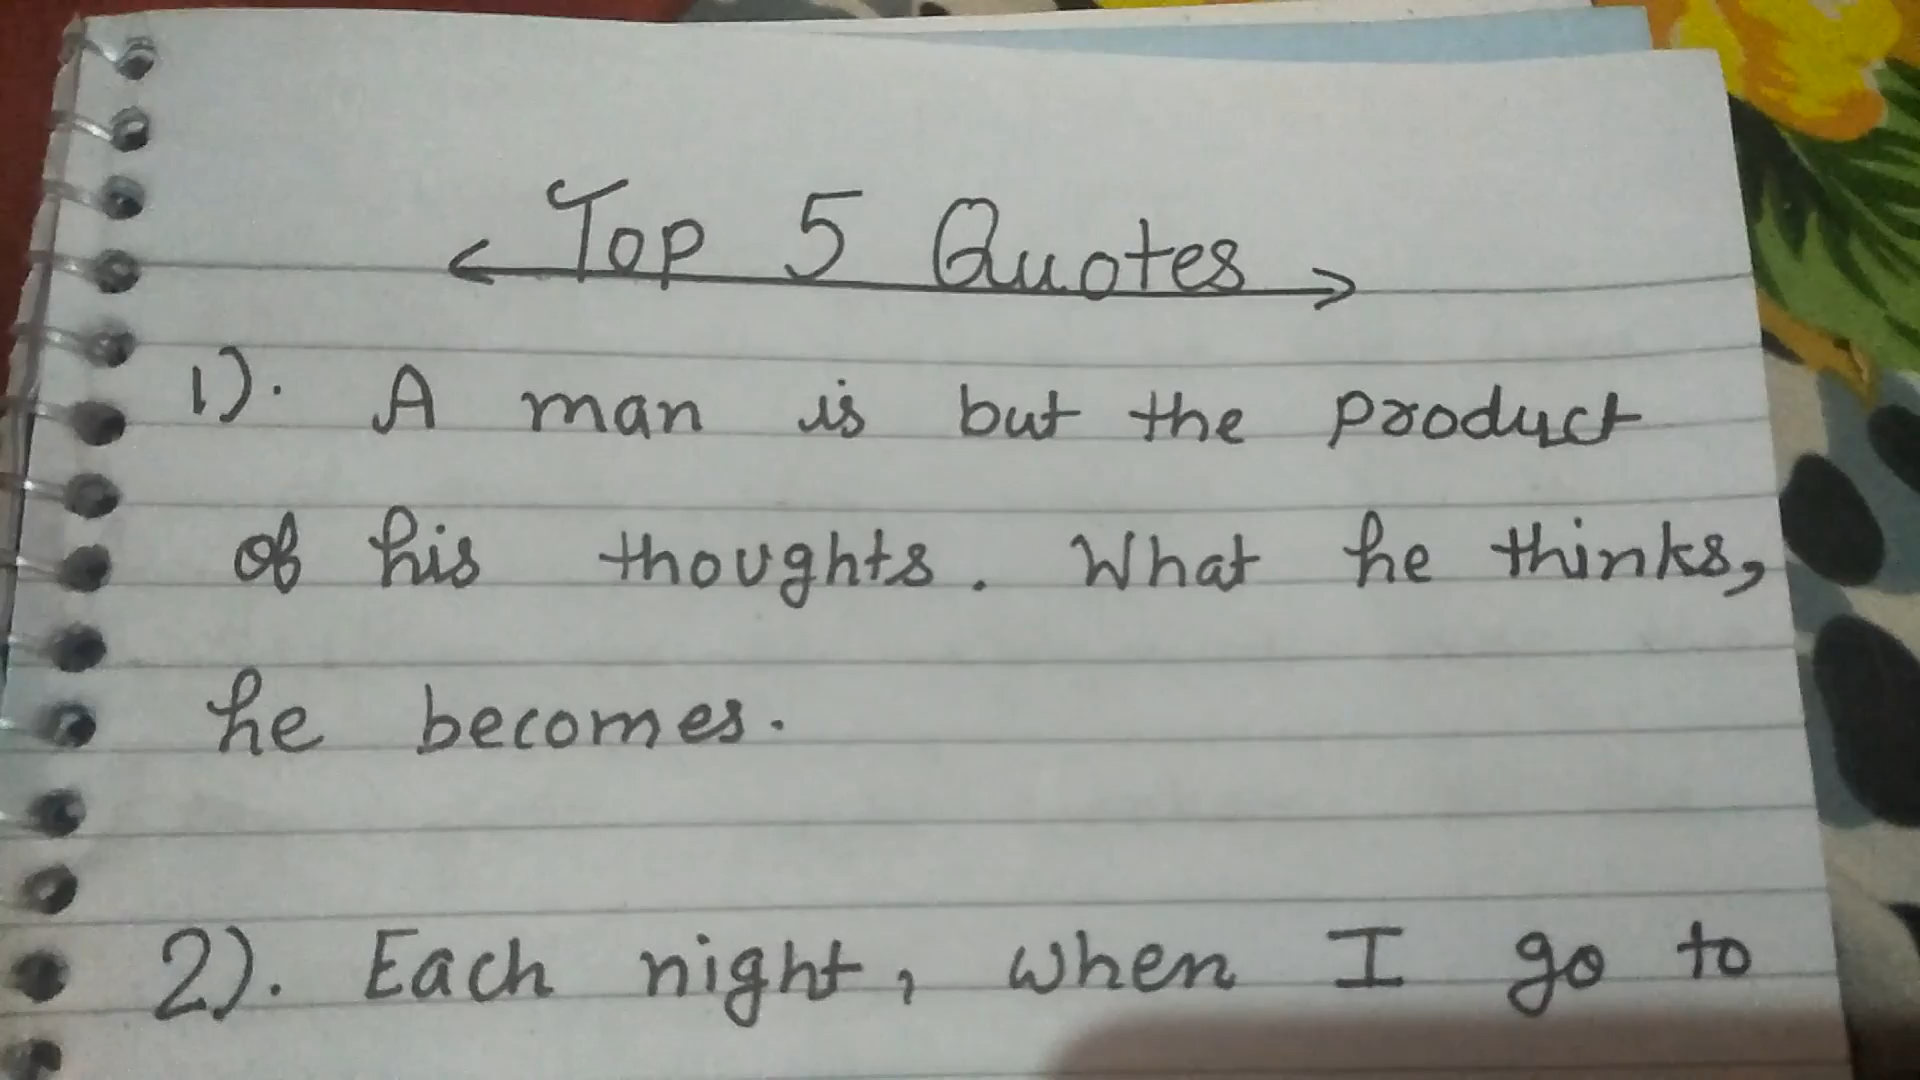 Top 5 Quotes
1). A man is but the product
of his thoughts. What he thinks,
he becomes.
2). Each night, when I go to